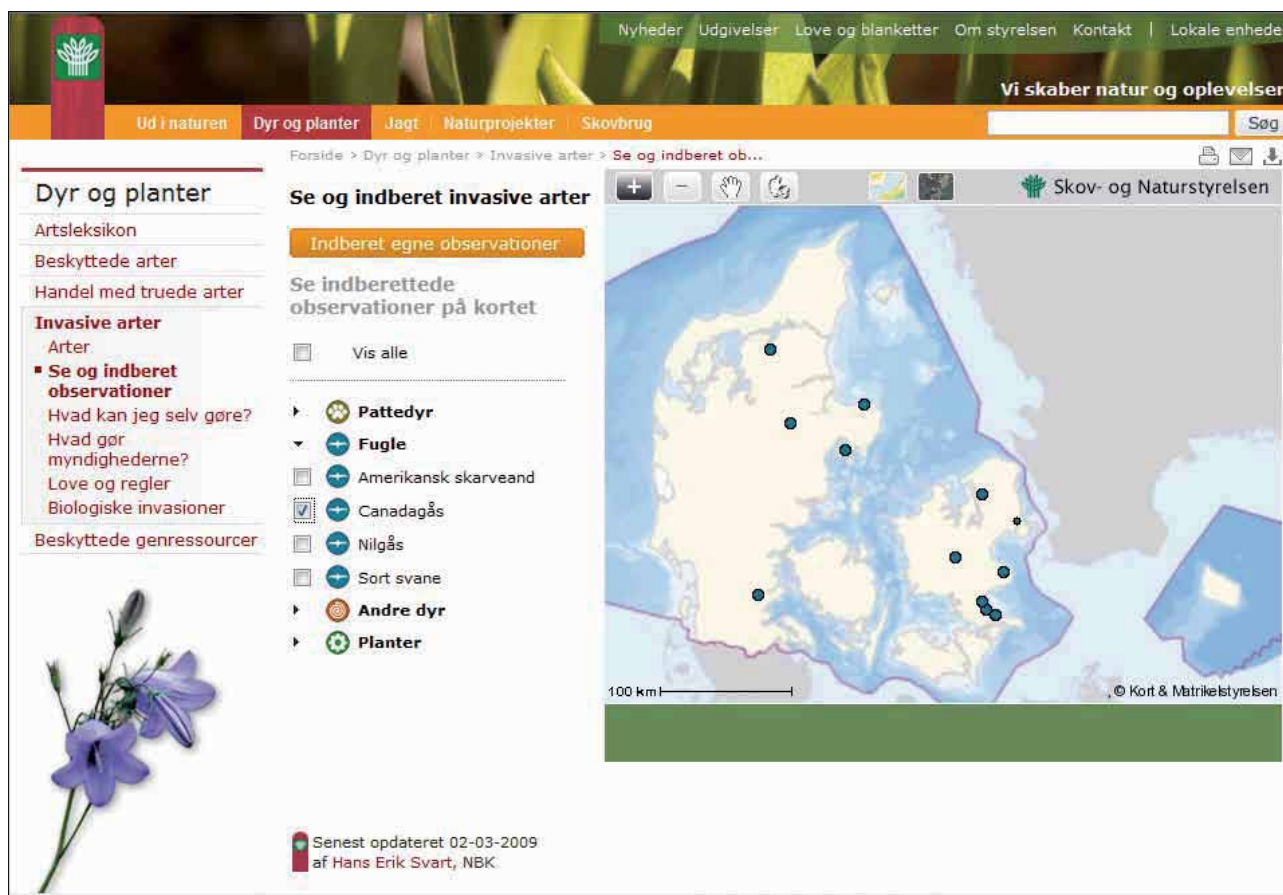 Nyheder Udgivelser Love og blanketter Om styrelsen Kontakt | Lokale enhede
Vi skaber natur og oplevelser
Ud i naturen Dyr og planter Jagt Naturprojekter Skovbrug Søg
Forside > Dyr og planter > Invasive arter > Se og indberet ob...
Dyr og planter
Artsleksikon
Beskyttede arter
Handel med truede arter
Invasive arter
Arter
Se og indberet
observationer
Hvad kan jeg selv gøre?
Hvad gør
myndighederne?
Love og regler
Biologiske invasioner
Beskyttede genressourcer
Se og indberet invasive arter
Indberet egne observationer
Se indberettede
observationer på kortet
Vis alle
Pattedyr
Fugle
Amerikansk skarveand
Canadagås
Nilgås
Sort svane
Andre dyr
Planter
+ − Skov- og Naturstyrelsen
100 km , © Kort & Matrikelstyrelsen
Senest opdateret 02-03-2009
af Hans Erik Svart, NBK